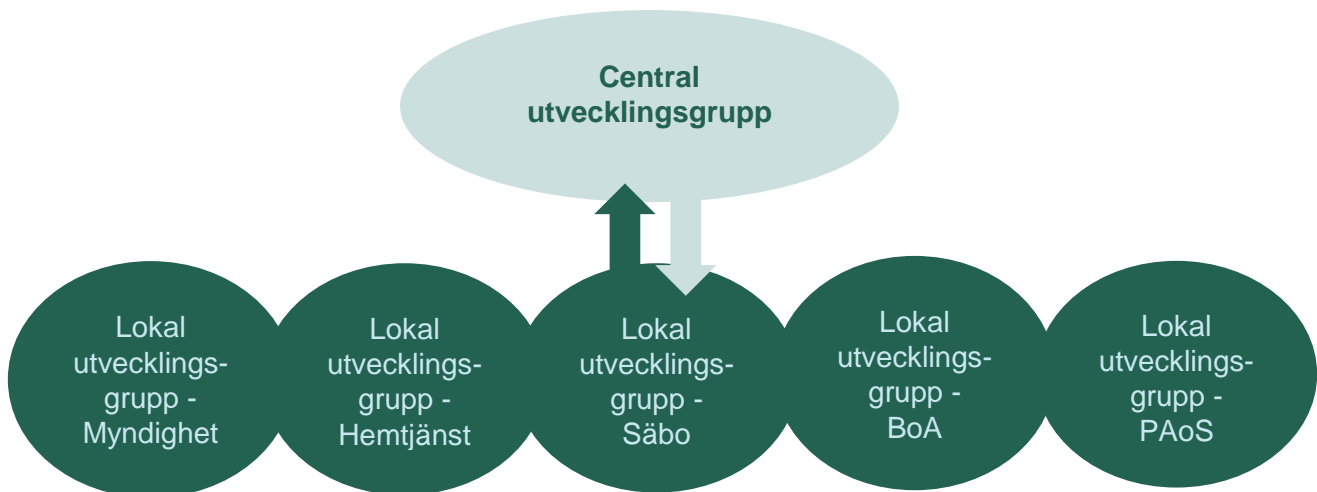 Central
utvecklingsgrupp
Lokal
utvecklings-
grupp -
Myndighet
Lokal
utvecklings-
grupp -
Hemtjänst
Lokal
utvecklings-
grupp -
Säbo
Lokal
utvecklings-
grupp -
BoA
Lokal
utvecklings-
grupp -
PAoS